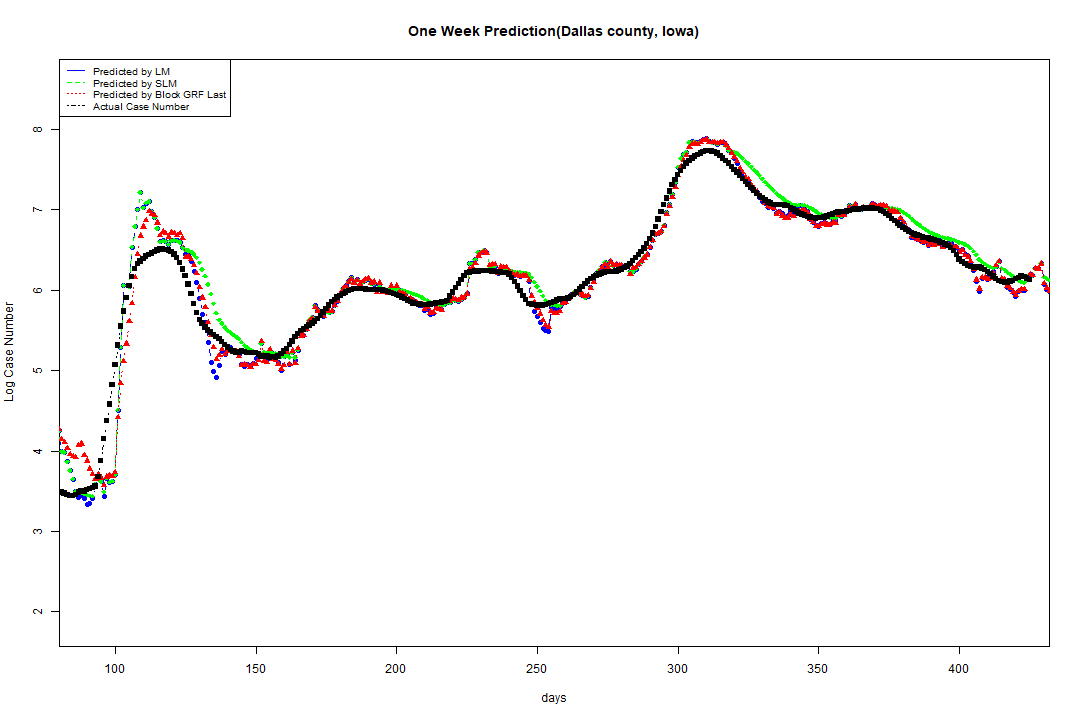 One Week Prediction(Dallas county, Iowa)
Predicted by LM
Predicted by SLM
Predicted by Block GRF Last
Actual Case Number
Log Case Number
8
7
6
5
4
3
2
100 150 200 250 300 350 400
days